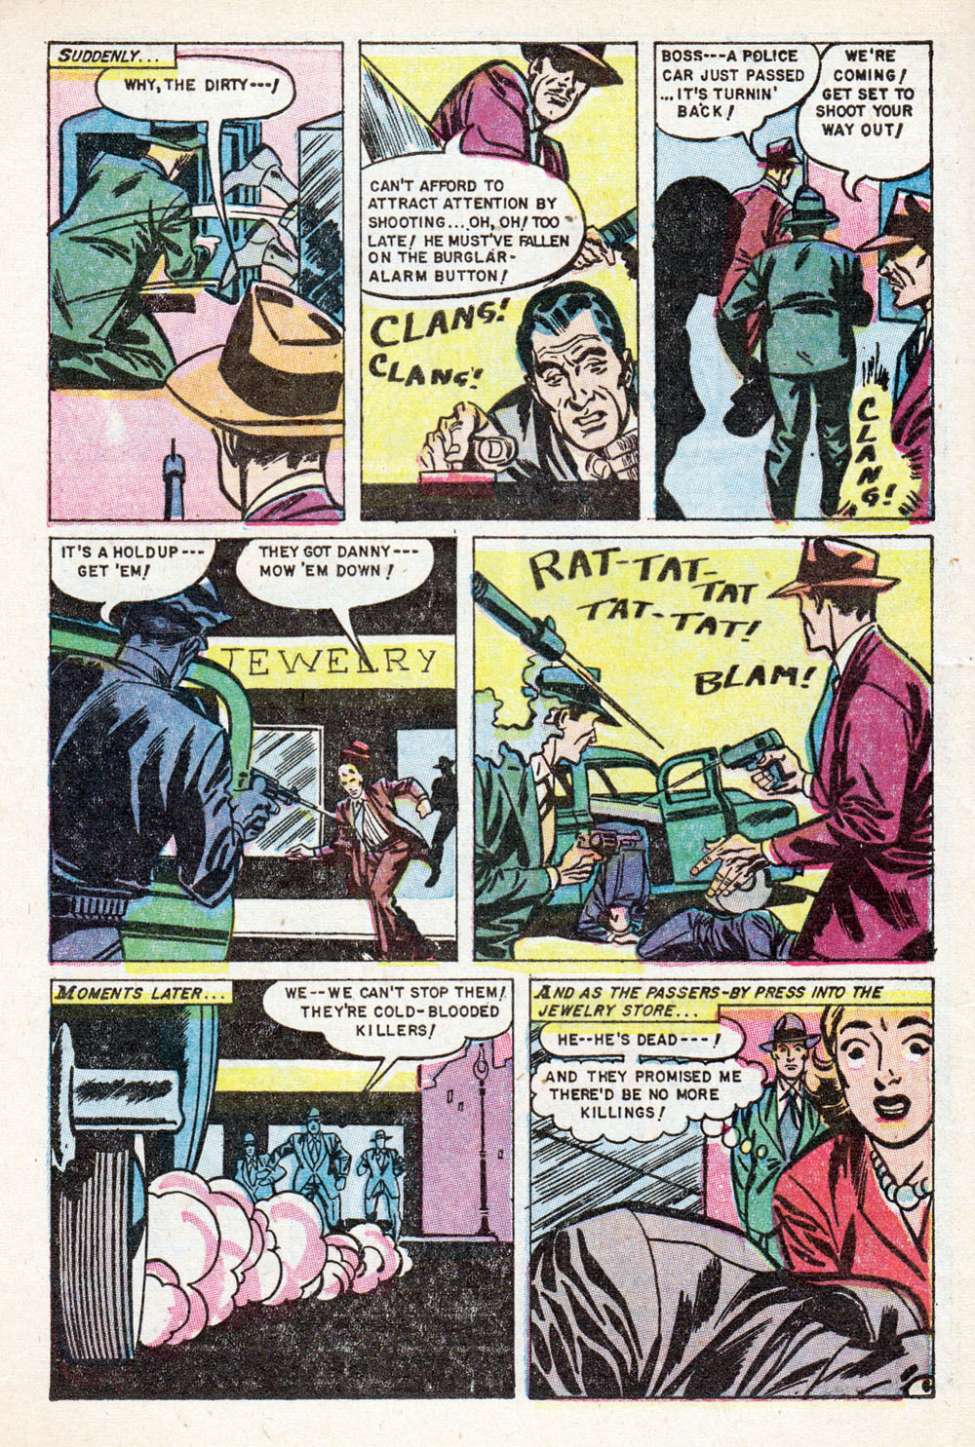 SUDDENLY...
WHY, THE DIRTY---!
CAN'T AFFORD TO
ATTRACT ATTENTION BY
SHOOTING... OH, OH! TOO
LATE! HE MUST'VE FALLEN
ON THE BURGLAR-
ALARM BUTTON!
CLANG!
CLANG!
BOSS---A POLICE
CAR JUST PASSED
...IT'S TURNIN'
BACK!
WE'RE
COMING!
GET SET TO
SHOOT YOUR
WAY OUT!
CLANG!
IT'S A HOLDUP---
GET 'EM!
THEY GOT DANNY---
MOW 'EM DOWN!
JEWELRY
RAT-TAT-
TAT
TAT-TAT!
BLAM!
MOMENTS LATER...
WE--WE CAN'T STOP THEM!
THEY'RE COLD-BLOODED
KILLERS!
AND AS THE PASSERS-BY PRESS INTO THE
JEWELRY STORE...
HE--HE'S DEAD---!
AND THEY PROMISED ME
THERE'D BE NO MORE
KILLINGS!